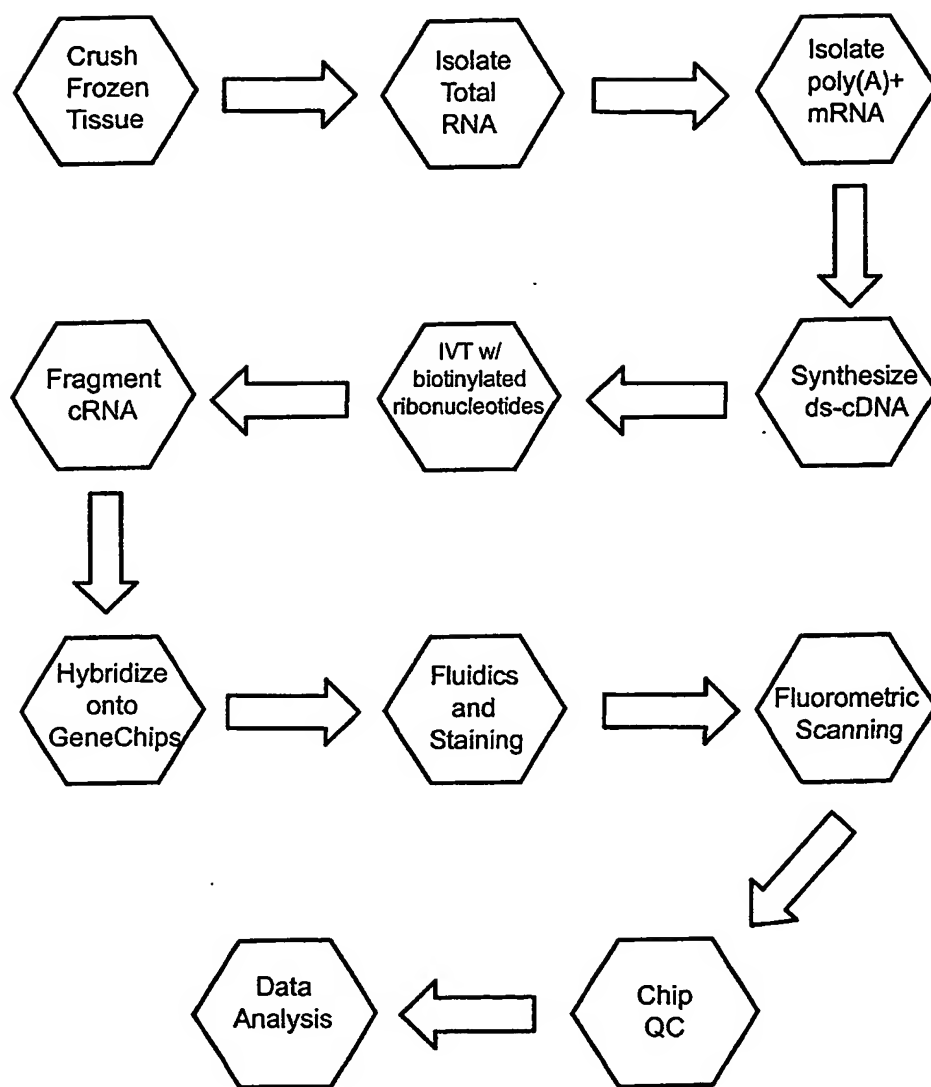 Crush
Frozen
Tissue
Isolate
Total
RNA
Isolate
poly(A)+
mRNA
Synthesize
ds-cDNA
IVT w/
biotinylated
ribonucleotides
Fragment
cRNA
Hybridize
onto
GeneChips
Fluidics
and
Staining
Fluorometric
Scanning
Chip
QC
Data
Analysis